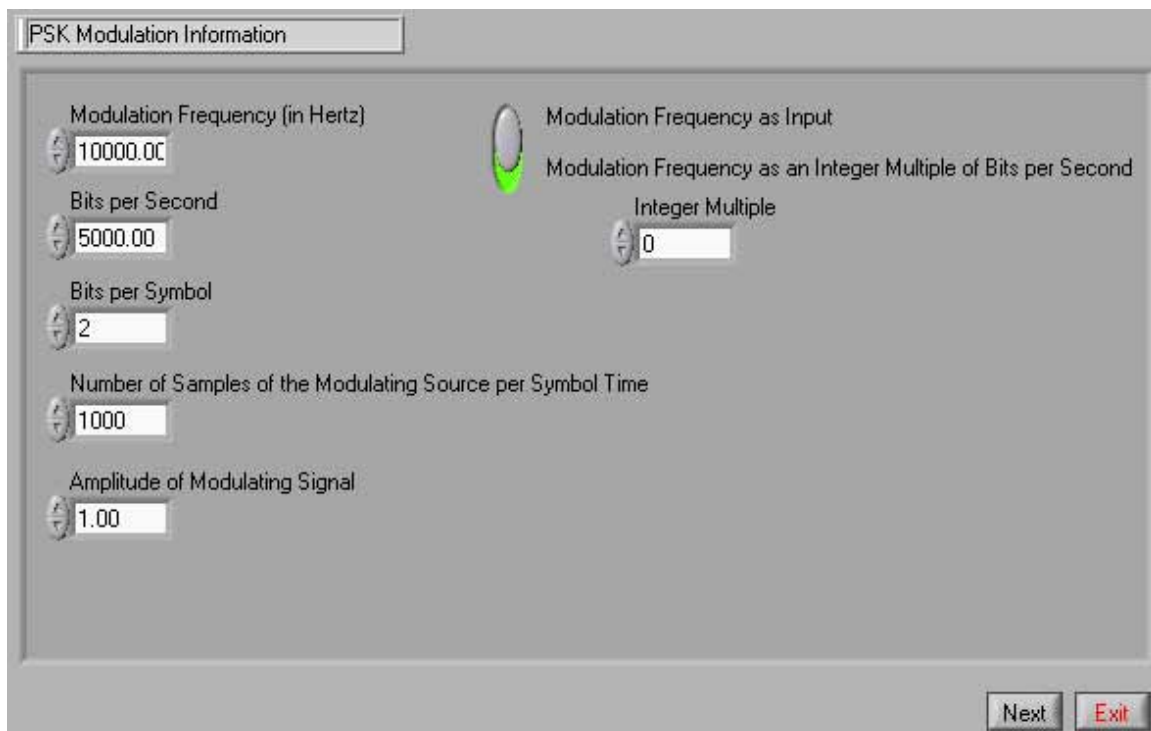 PSK Modulation Information
Modulation Frequency (in Hertz)
10000.00
Modulation Frequency as Input
Modulation Frequency as an Integer Multiple of Bits per Second
Bits per Second
5000.00
Integer Multiple
0
Bits per Symbol
2
Number of Samples of the Modulating Source per Symbol Time
1000
Amplitude of Modulating Signal
1.00
Next
Exit